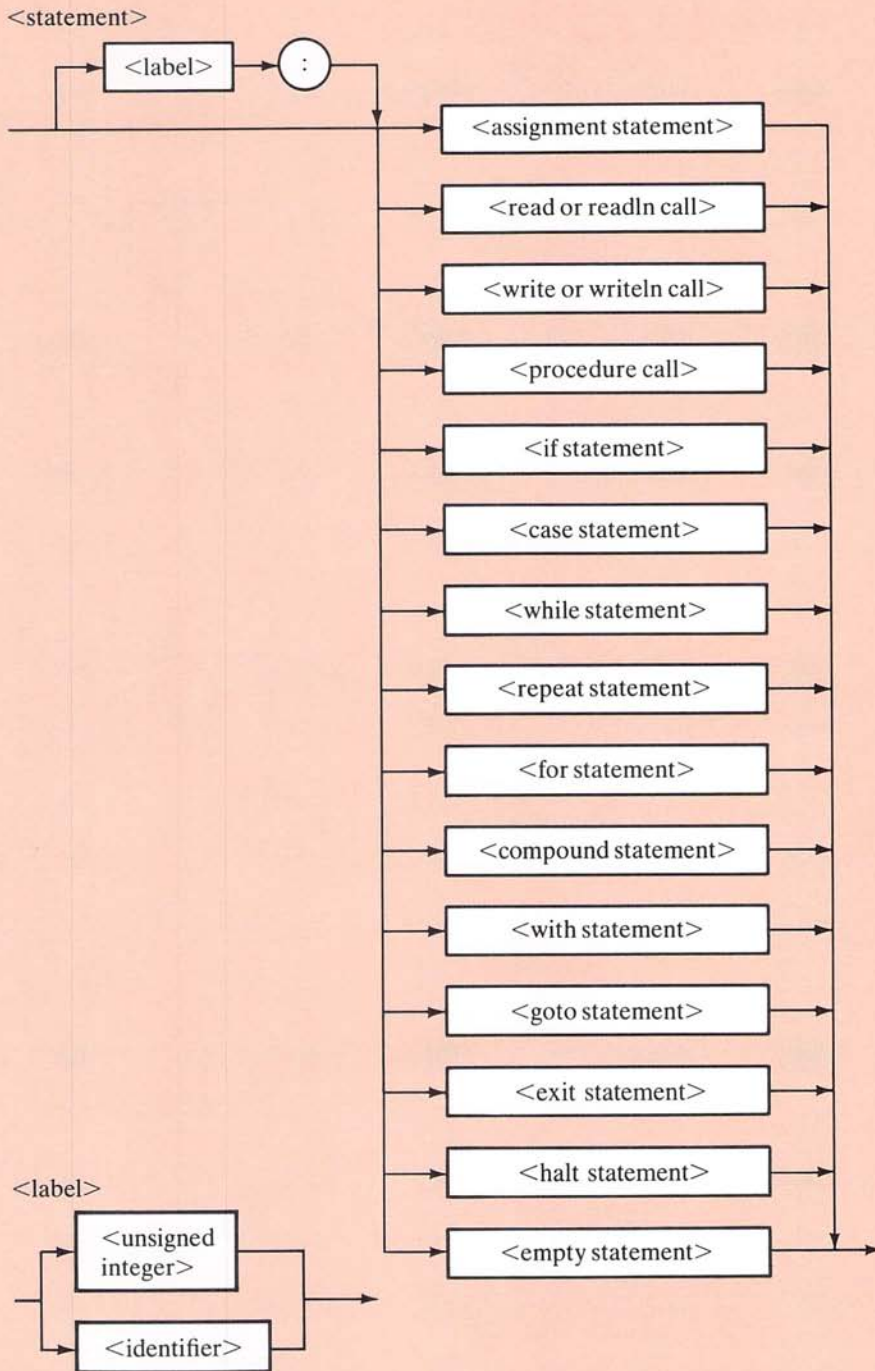 <statement>
<label>
:
<assignment statement>
<read or readln call>
<write or writeln call>
<procedure call>
<if statement>
<case statement>
<while statement>
<repeat statement>
<for statement>
<compound statement>
<with statement>
<goto statement>
<exit statement>
<halt statement>
<empty statement>
<label>
<unsigned
integer>
<identifier>